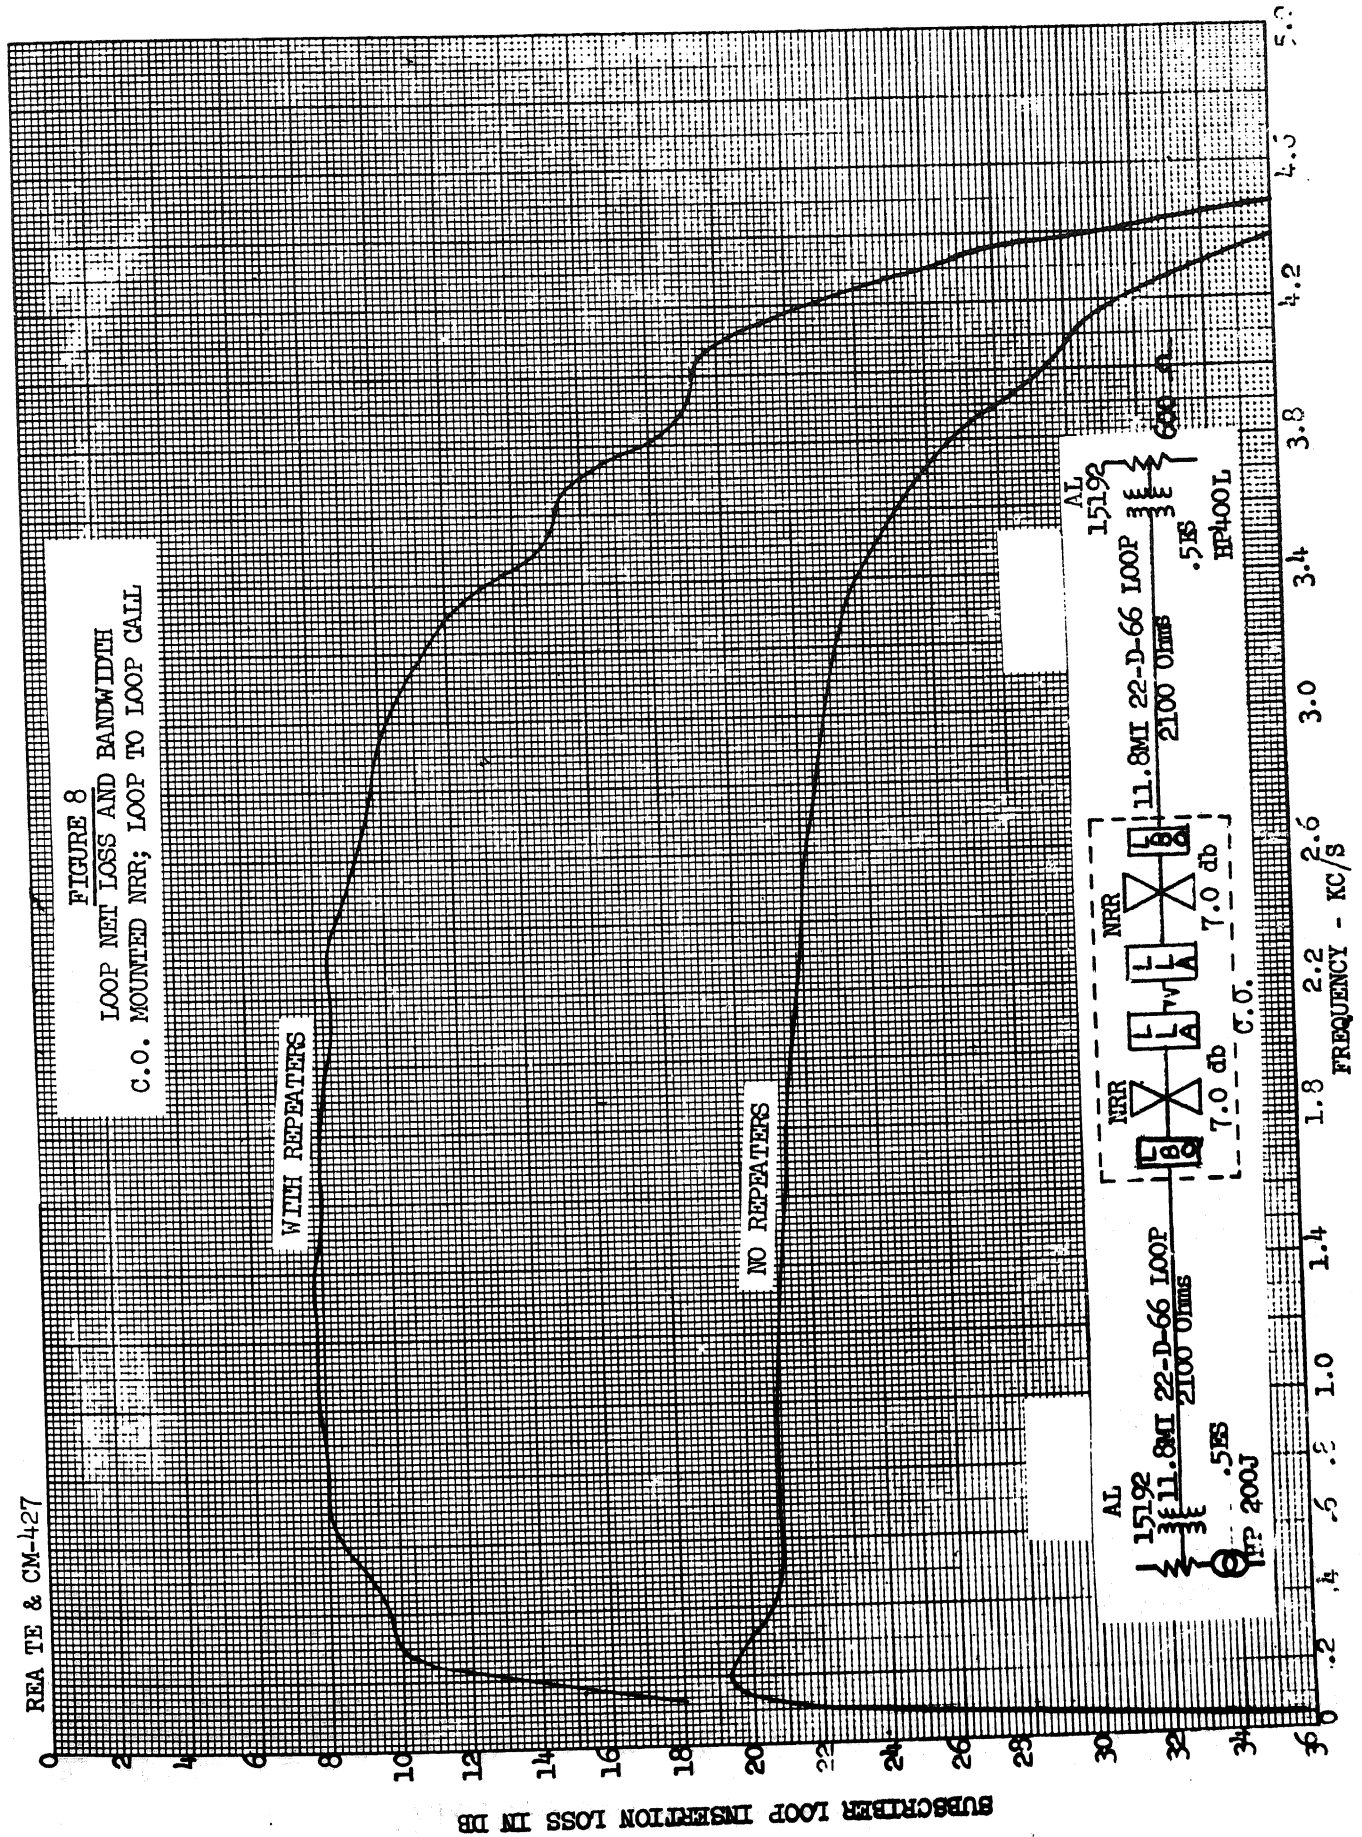 REA TE & CM-427
FIGURE 8
LOOP NET LOSS AND BANDWIDTH
C.O. MOUNTED NRR; LOOP TO LOOP CALL
WITH REPEATERS
NO REPEATERS
SUBSCRIBER LOOP INSERTION LOSS IN DB
0
2
4
6
8
10
12
14
16
18
20
22
24
26
28
30
32
34
36
AL
15192
11.8MI 22-D-66 LOOP
2100 Ohms
.5ES
HP 200J
NRR
NRR
L
B
O
L
L
A
VV
L
L
A
L
B
O
7.0 db
7.0 db
C.O.
11.8MI 22-D-66 LOOP
2100 Ohms
AL
15192
.5ES
HP400L
600 Ω
0 .2 .4 .6 .8 1.0 1.4 1.8 2.2 2.6 3.0 3.4 3.8 4.2
FREQUENCY - KC/S